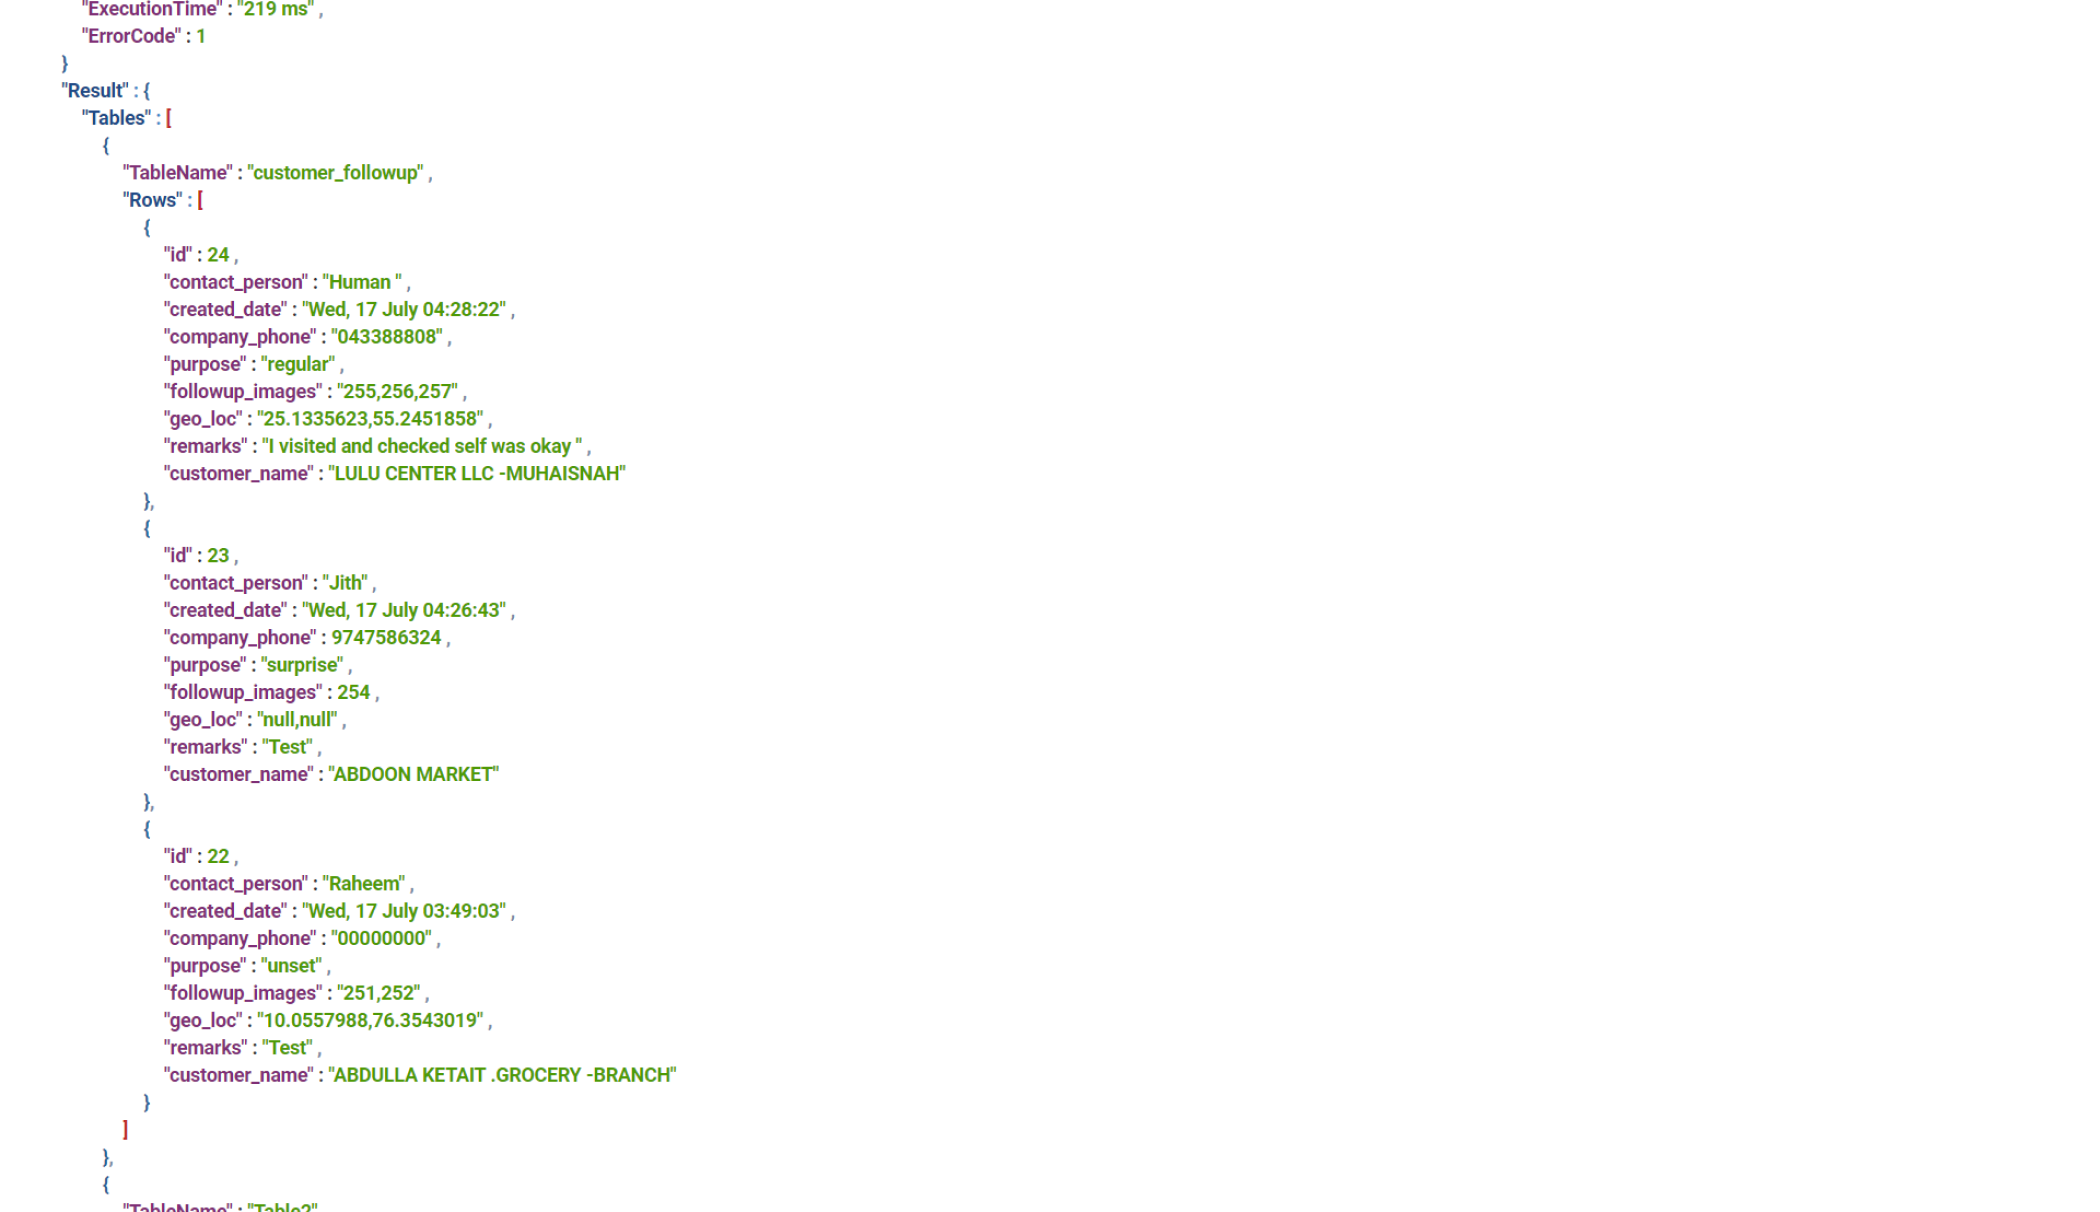 "ExecutionTime" : "219 ms" ,
"ErrorCode" : 1
}
"Result" : {
"Tables" : [
{
"TableName" : "customer_followup" ,
"Rows" : [
{
"id" : 24 ,
"contact_person" : "Human " ,
"created_date" : "Wed, 17 July 04:28:22" ,
"company_phone" : "043388808" ,
"purpose" : "regular" ,
"followup_images" : "255,256,257" ,
"geo_loc" : "25.1335623,55.2451858" ,
"remarks" : "I visited and checked self was okay " ,
"customer_name" : "LULU CENTER LLC -MUHAISNAH"
},
{
"id" : 23 ,
"contact_person" : "Jith" ,
"created_date" : "Wed, 17 July 04:26:43" ,
"company_phone" : 9747586324 ,
"purpose" : "surprise" ,
"followup_images" : 254 ,
"geo_loc" : "null,null" ,
"remarks" : "Test" ,
"customer_name" : "ABDOON MARKET"
},
{
"id" : 22 ,
"contact_person" : "Raheem" ,
"created_date" : "Wed, 17 July 03:49:03" ,
"company_phone" : "00000000" ,
"purpose" : "unset" ,
"followup_images" : "251,252" ,
"geo_loc" : "10.0557988,76.3543019" ,
"remarks" : "Test" ,
"customer_name" : "ABDULLA KETAIT .GROCERY -BRANCH"
}
]
},
{
"TableName" : "Table2"